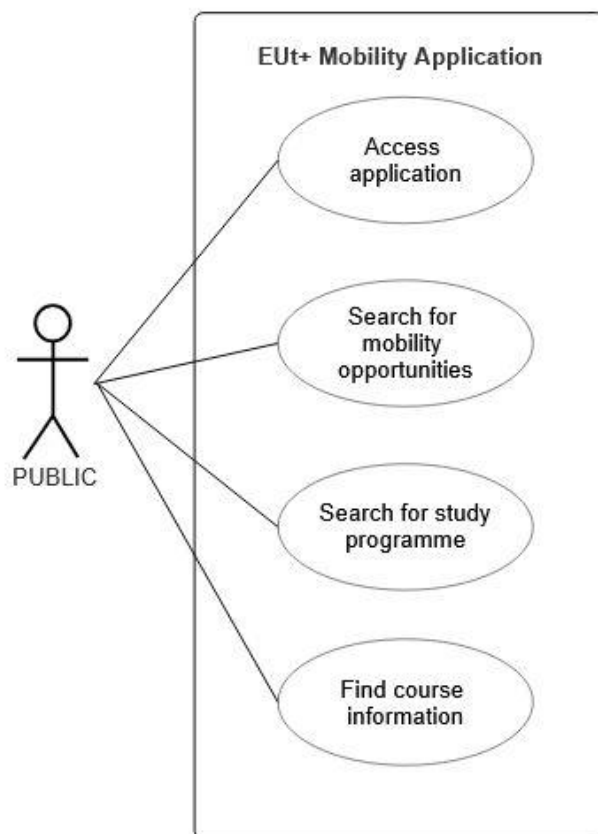 EUt+ Mobility Application
Access
application
Search for
mobility
opportunities
PUBLIC
Search for study
programme
Find course
information